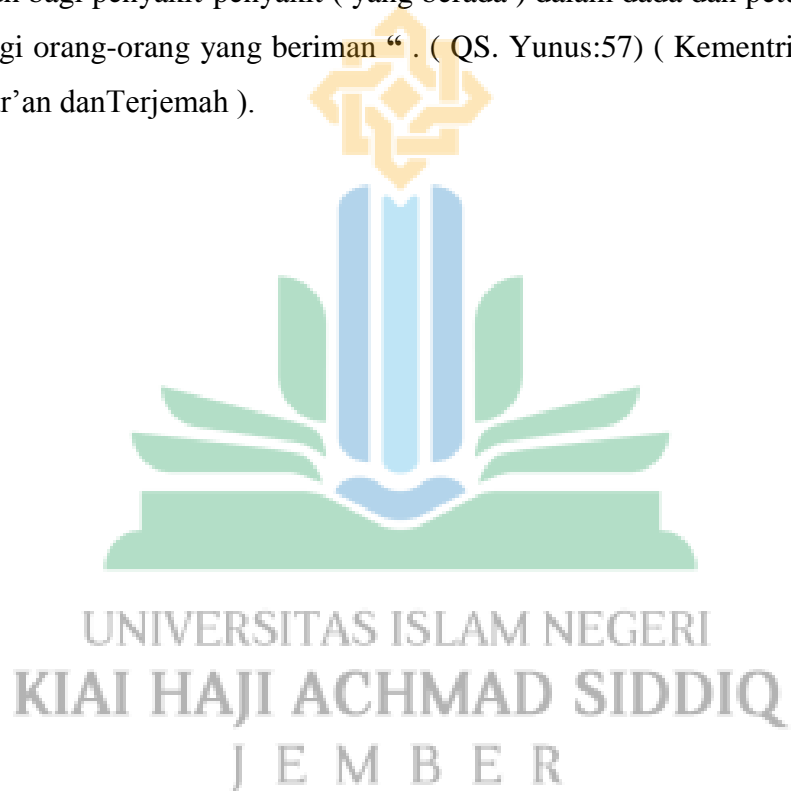 bagi penyakit-penyakit ( yang berada ) dalam dada dan
gi orang-orang yang beriman “ . ( QS. Yunus:57) ( Kementri
r’an danTerjemah ).
UNIVERSITAS ISLAM NEGERI
KIAI HAJI ACHMAD SIDDIQ
JEMBER